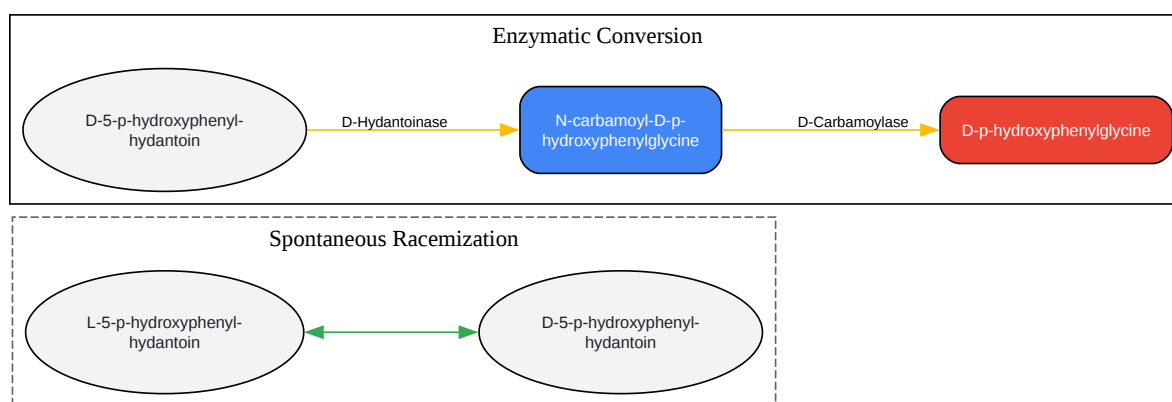 Enzymatic Conversion
D-5-p-hydroxyphenyl-
hydantoin
D-Hydantoinase
N-carbamoyl-D-p-
hydroxyphenylglycine
D-Carbamoylase
D-p-hydroxyphenylglycine
Spontaneous Racemization
L-5-p-hydroxyphenyl-
hydantoin
D-5-p-hydroxyphenyl-
hydantoin